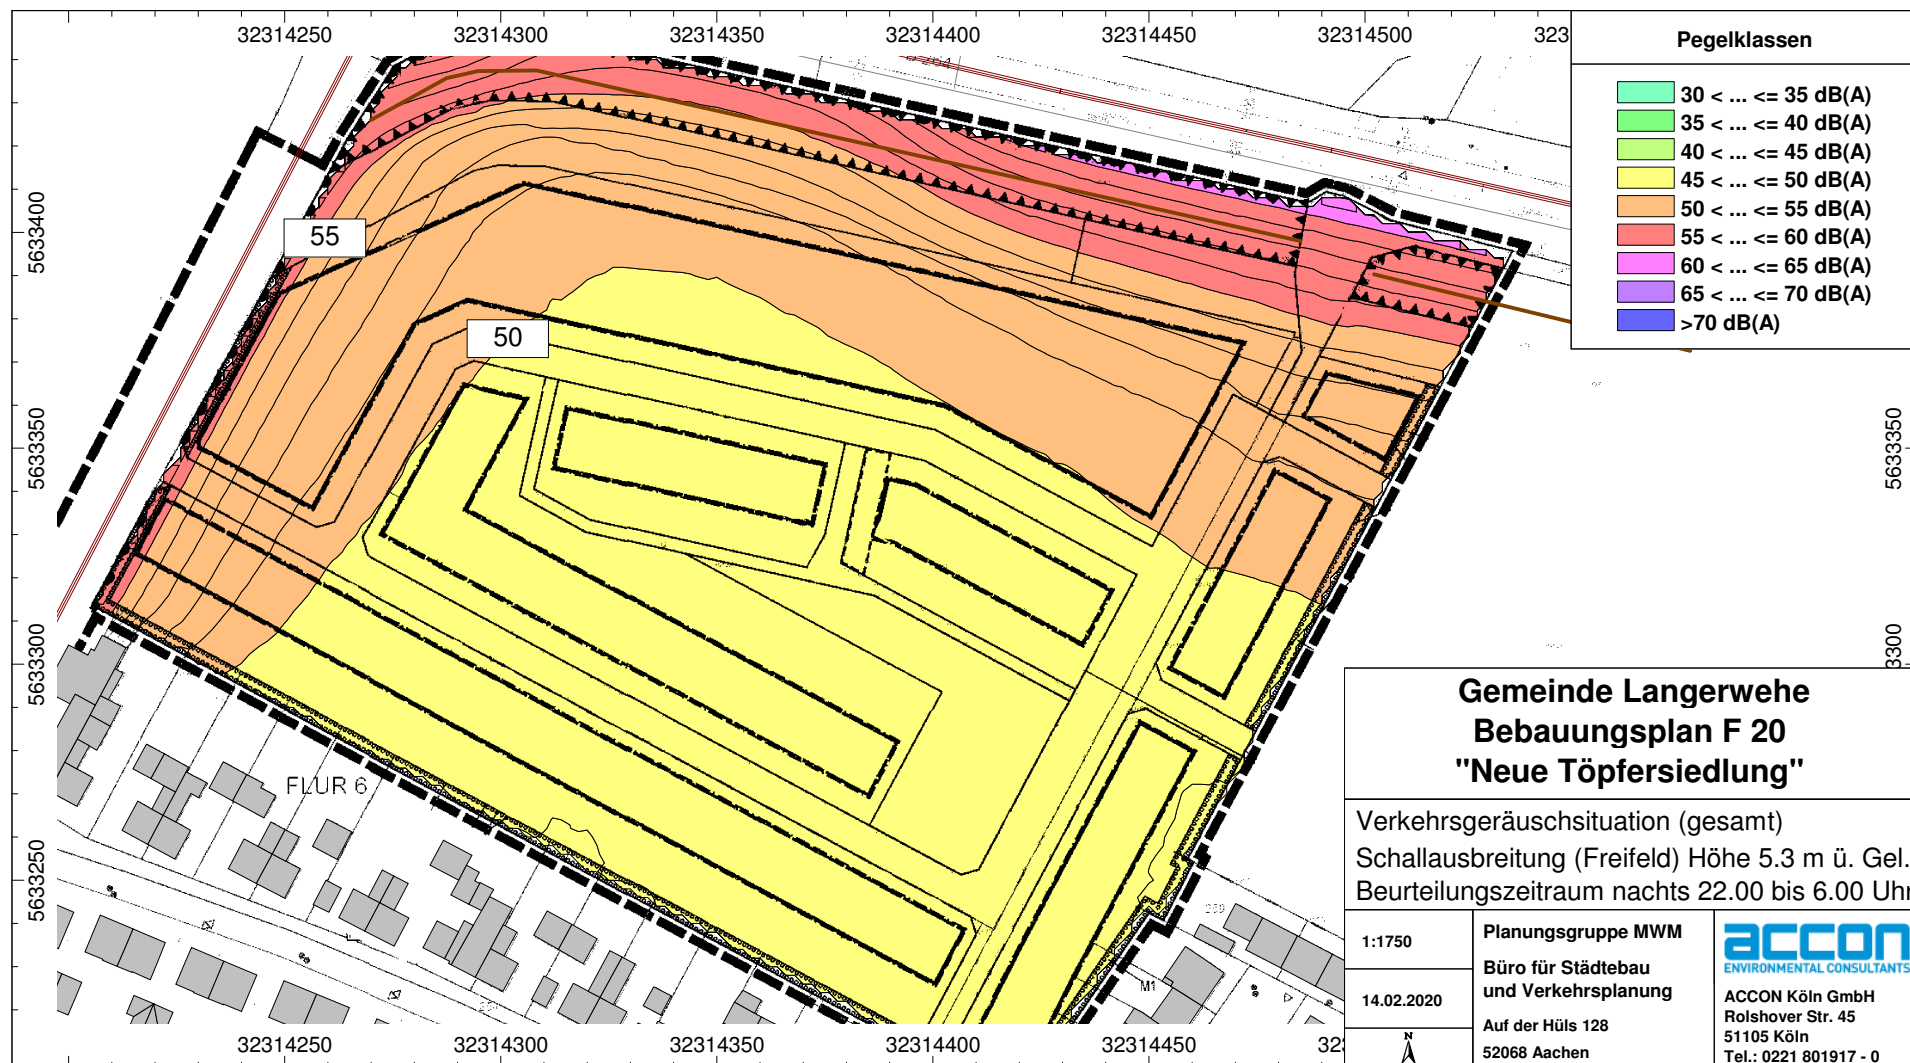 32314250 32314300 32314350 32314400 32314450 32314500 323
Pegelklassen
30 < ... <= 35 dB(A)
35 < ... <= 40 dB(A)
40 < ... <= 45 dB(A)
45 < ... <= 50 dB(A)
50 < ... <= 55 dB(A)
55 < ... <= 60 dB(A)
60 < ... <= 65 dB(A)
65 < ... <= 70 dB(A)
>70 dB(A)
5633400
5633350
5633300
5633250
55
50
FLUR 6
M1
5633350
3300
Gemeinde Langerwehe
Bebauungsplan F 20
"Neue Töpfersiedlung"
Verkehrsgeräuschsituation (gesamt)
Schallausbreitung (Freifeld) Höhe 5.3 m ü. Gel.
Beurteilungszeitraum nachts 22.00 bis 6.00 Uhr
1:1750
14.02.2020
N
Planungsgruppe MWM
Büro für Städtebau
und Verkehrsplanung
Auf der Hüls 128
52068 Aachen
accon
ENVIRONMENTAL CONSULTANTS
ACCON Köln GmbH
Rolshover Str. 45
51105 Köln
Tel.: 0221 801917 - 0
32314250 32314300 32314350 32314400 32314450 32